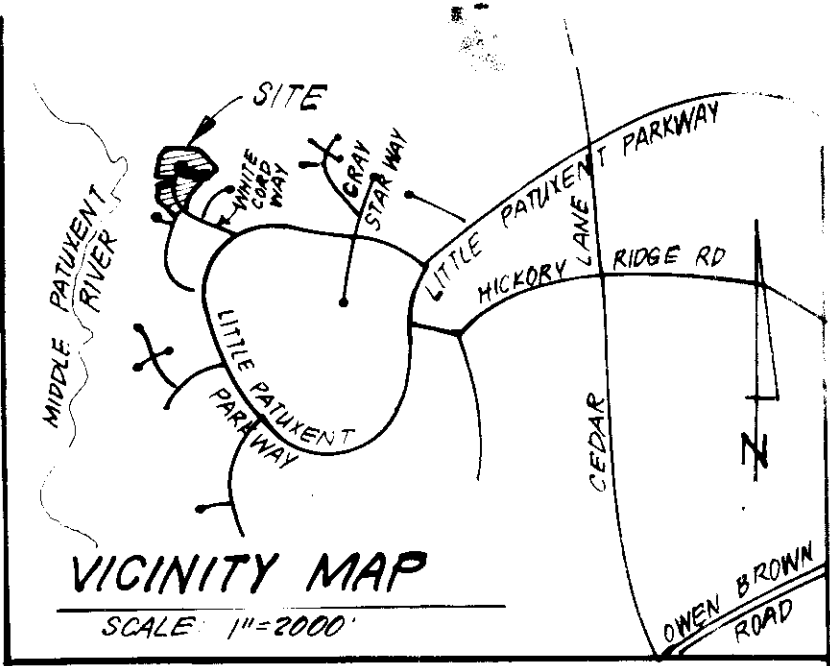 SITE
WHITE
CORD
WAY
GRAY
STAR WAY
LITTLE PATUXENT PARKWAY
HICKORY RIDGE RD
CEDAR LANE
MIDDLE PATUXENT
RIVER
LITTLE PATUXENT
PARKWAY
N
OWEN BROWN
ROAD
VICINITY MAP
SCALE: 1"=2000'